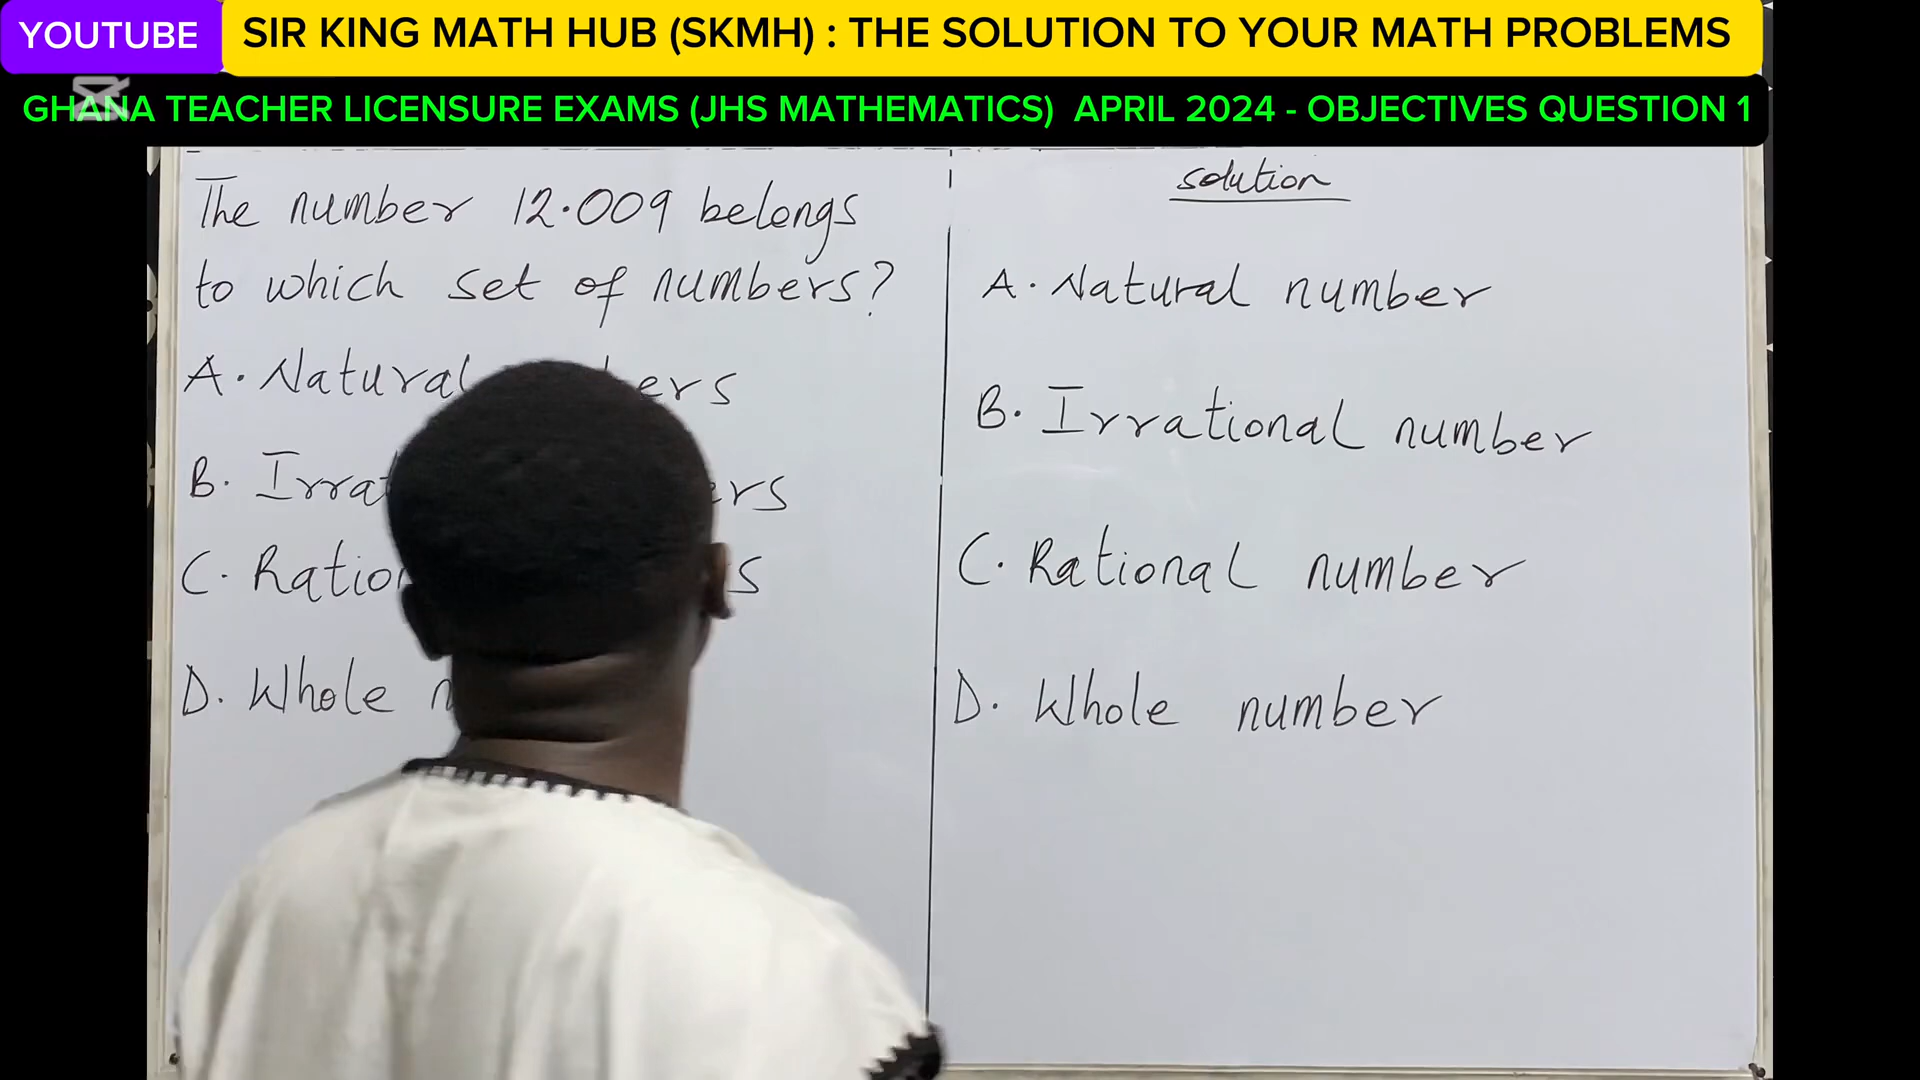 YOUTUBE
SIR KING MATH HUB (SKMH) : THE SOLUTION TO YOUR MATH PROBLEMS
GHANA TEACHER LICENSURE EXAMS (JHS MATHEMATICS) APRIL 2024 - OBJECTIVES QUESTION 1
The number 12.009 belongs
to which set of numbers?
A. Natural
B.
C.
D. Whole
solution
A. Natural number
B. Irrational number
C. Rational number
D. Whole number